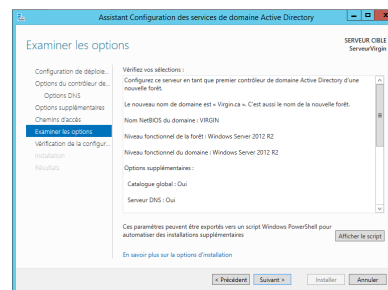 Assistant Configuration des services de domaine Active Directory
Examiner les options
SERVEUR CIBLE
ServeurVirgin
Configuration de déploie...
Options du contrôleur de...
Options DNS
Options supplémentaires
Chemins d'accès
Examiner les options
Vérification de la configur...
Installation
Résultats
Vérifiez vos sélections :
Configurez ce serveur en tant que premier contrôleur de domaine Active Directory d'une
nouvelle forêt.
Le nouveau nom de domaine est « Virgin.ca ». C'est aussi le nom de la nouvelle forêt.
Nom NetBIOS du domaine : VIRGIN
Niveau fonctionnel de la forêt : Windows Server 2012 R2
Niveau fonctionnel du domaine : Windows Server 2012 R2
Options supplémentaires :
Catalogue global : Oui
Serveur DNS : Oui
Ces paramètres peuvent être exportés vers un script Windows PowerShell pour
automatiser des installations supplémentaires
Afficher le script
En savoir plus sur la options d'installation
< Précédent
Suivant >
Installer
Annuler